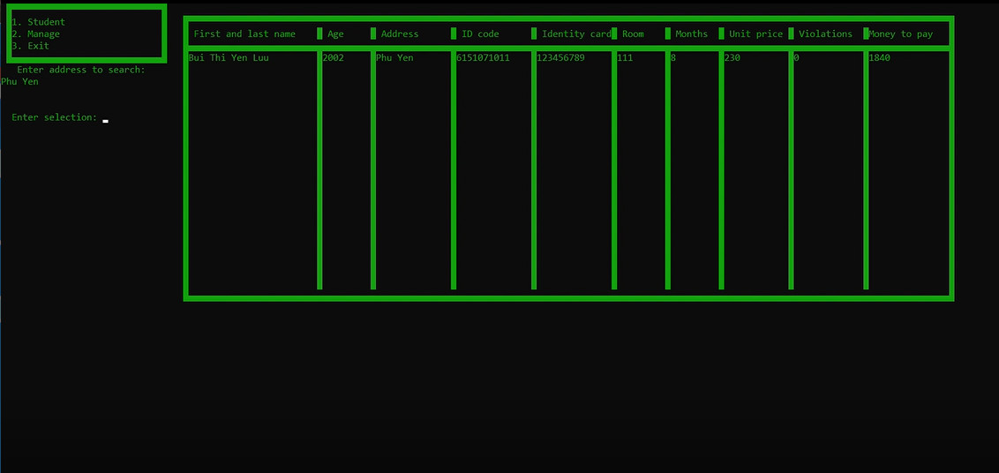 1. Student
2. Manage
3. Exit
Enter address to search:
Phu Yen
Enter selection:
First and last name Age Address ID code Identity card Room Months Unit price Violations Money to pay
Bui Thi Yen Luu 2002 Phu Yen 6151071011 123456789 111 8 230 0 1840